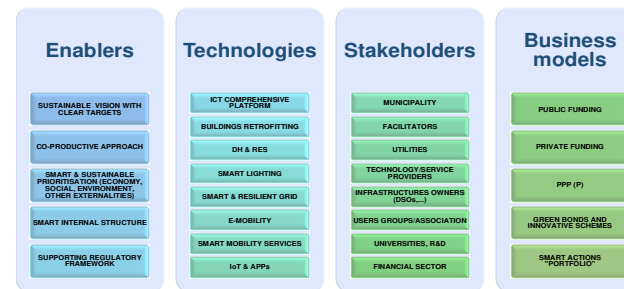 Enablers
SUSTAINABLE VISION WITH
CLEAR TARGETS
CO-PRODUCTIVE APPROACH
SMART & SUSTAINABLE
PRIORITISATION (ECONOMY,
SOCIAL, ENVIRONMENT,
OTHER EXTERNALITIES)
SMART INTERNAL STRUCTURE
SUPPORTING REGULATORY
FRAMEWORK
Technologies
ICT COMPREHENSIVE
PLATFORM
BUILDINGS RETROFITTING
DH & RES
SMART LIGHTING
SMART & RESILIENT GRID
E-MOBILITY
SMART MOBILITY SERVICES
IoT & APPs
Stakeholders
MUNICIPALITY
FACILITATORS
UTILITIES
TECHNOLOGY/SERVICE
PROVIDERS
INFRASTRUCTURES OWNERS
(DSOs,...)
USERS GROUPS/ASSOCIATION
UNIVERSITIES, R&D
FINANCIAL SECTOR
Business
models
PUBLIC FUNDING
PRIVATE FUNDING
PPP (P)
GREEN BONDS AND
INNOVATIVE SCHEMES
SMART ACTIONS
"PORTFOLIO"